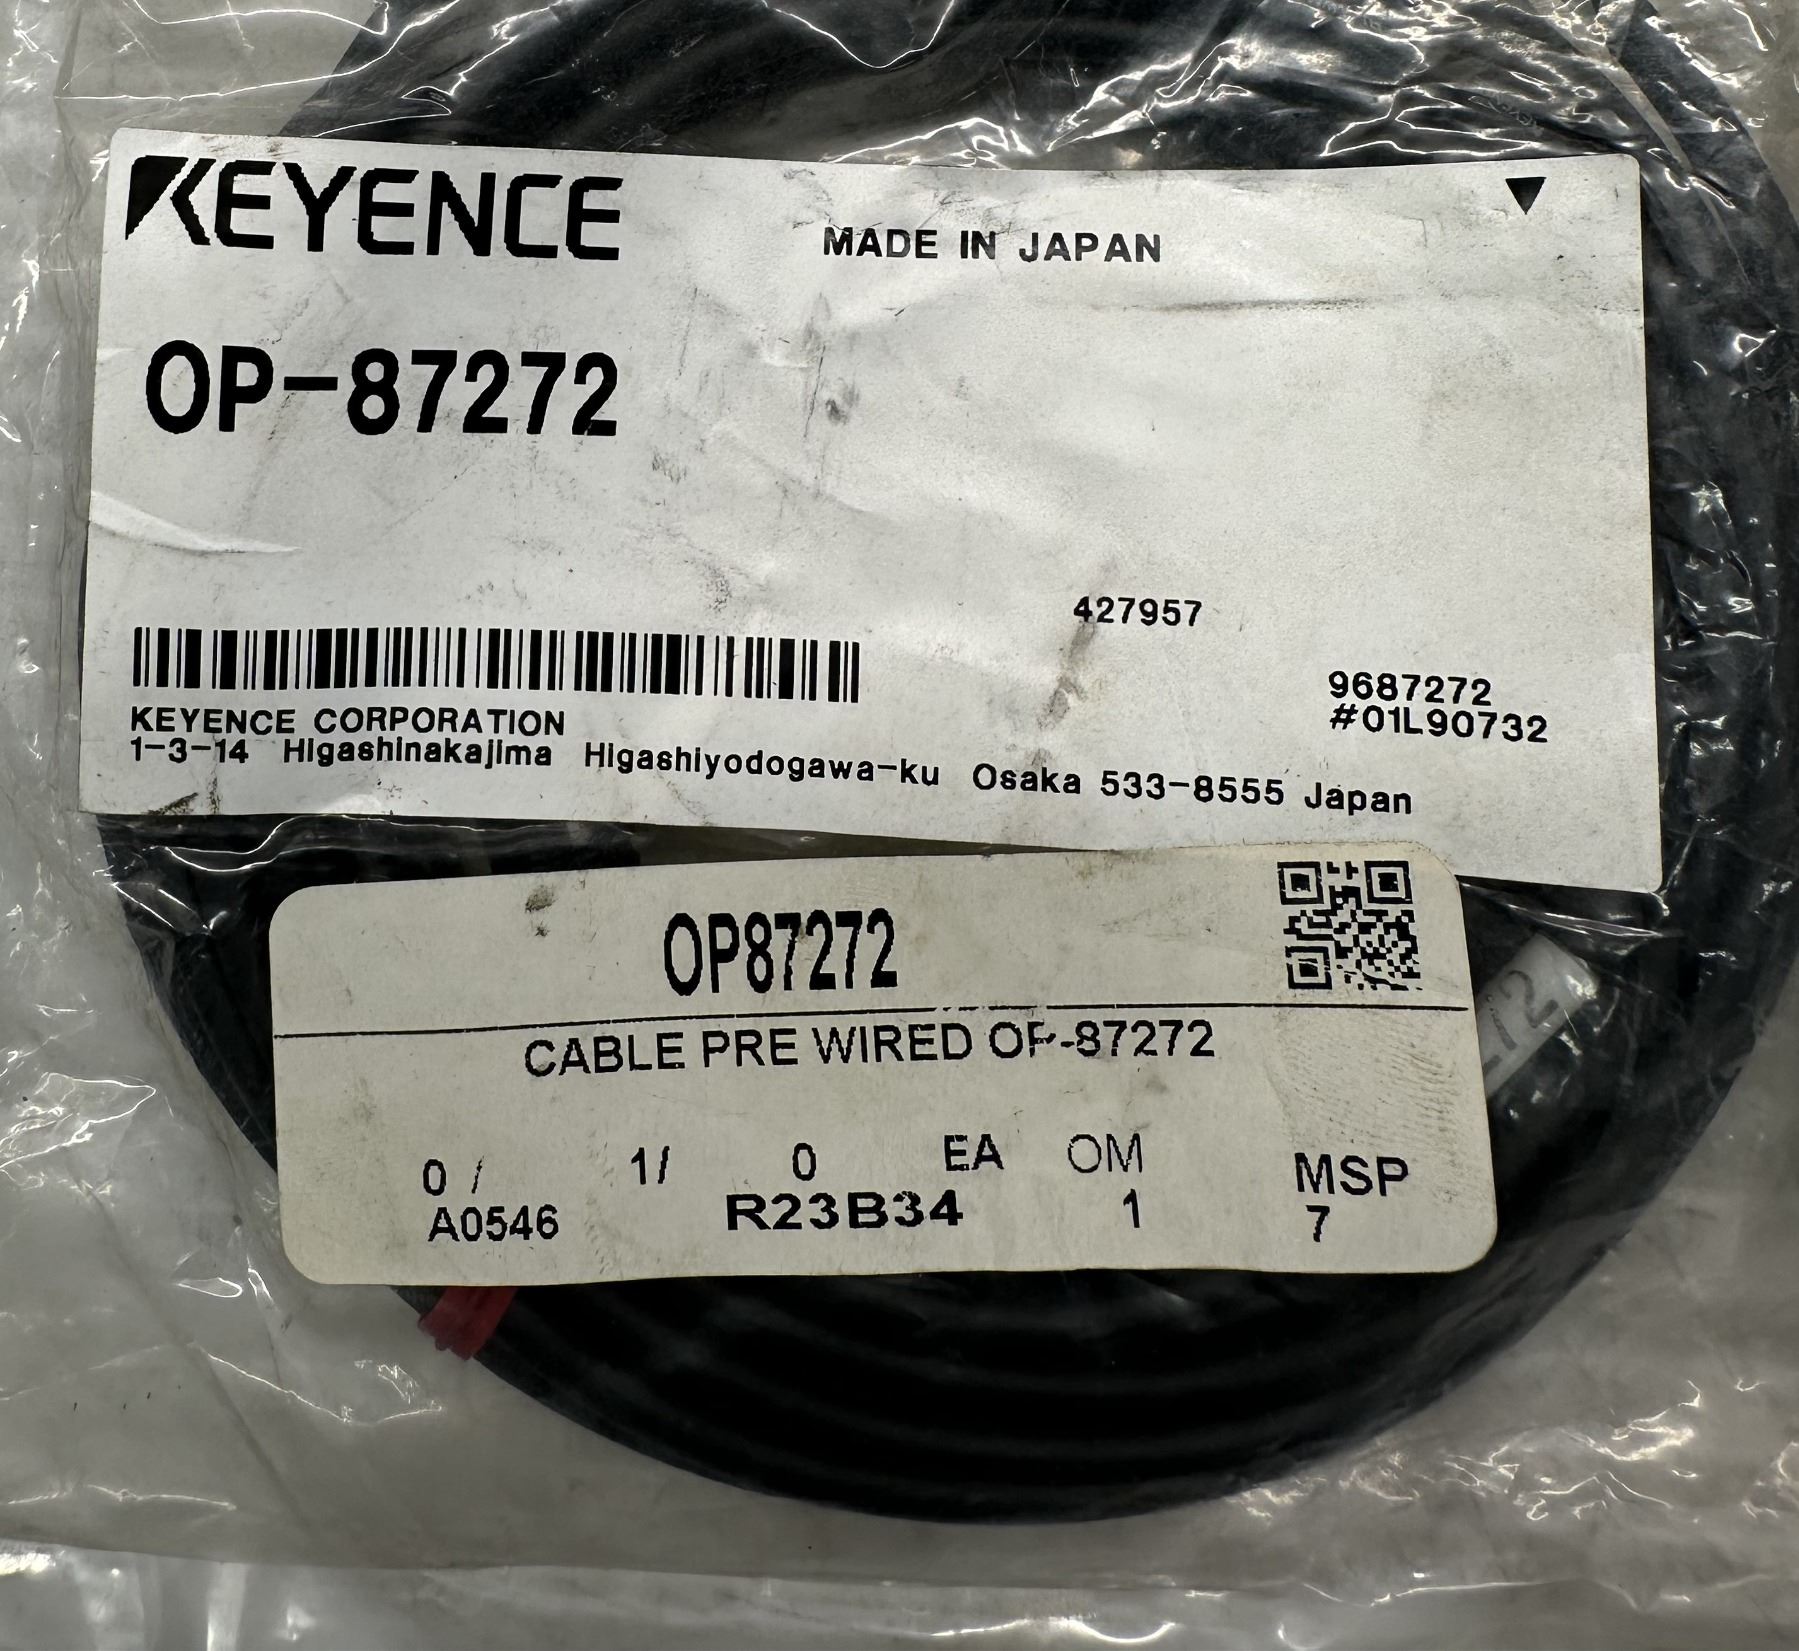 KEYENCE
MADE IN JAPAN
OP-87272
427957
9687272
#01L90732
KEYENCE CORPORATION
1-3-14 Higashinakajima Higashiyodogawa-ku Osaka 533-8555 Japan
OP87272
CABLE PRE WIRED OP-87272
0 / 1/ 0 EA OM MSP
A0546 R23B34 1 7